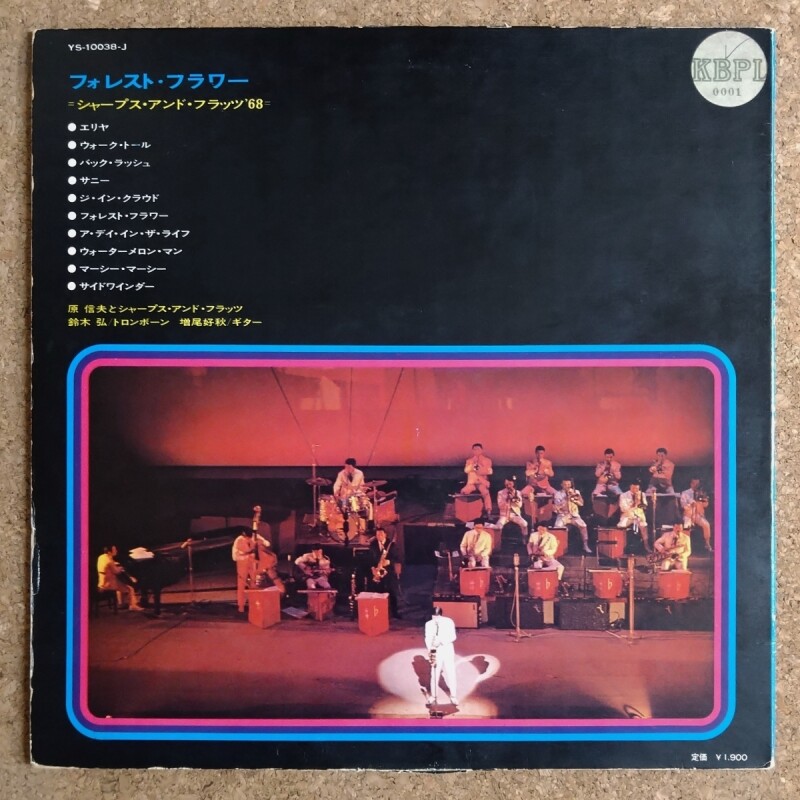 YS-10038-J
KBPL
0001
フォレスト・フラワー
=シャープス・アンド・フラッツ'68=
●エリヤ
●ウォーク・トール
●バック・ラッシュ
●サニー
●ジ・イン・クラウド
●フォレスト・フラワー
●ア・デイ・イン・ザ・ライフ
●ウォーターメロン・マン
●マーシー・マーシー
●サイドワインダー
原 信夫とシャープス・アンド・フラッツ
鈴木 弘/トロンボーン 増尾好秋/ギター
定価 ¥1,900